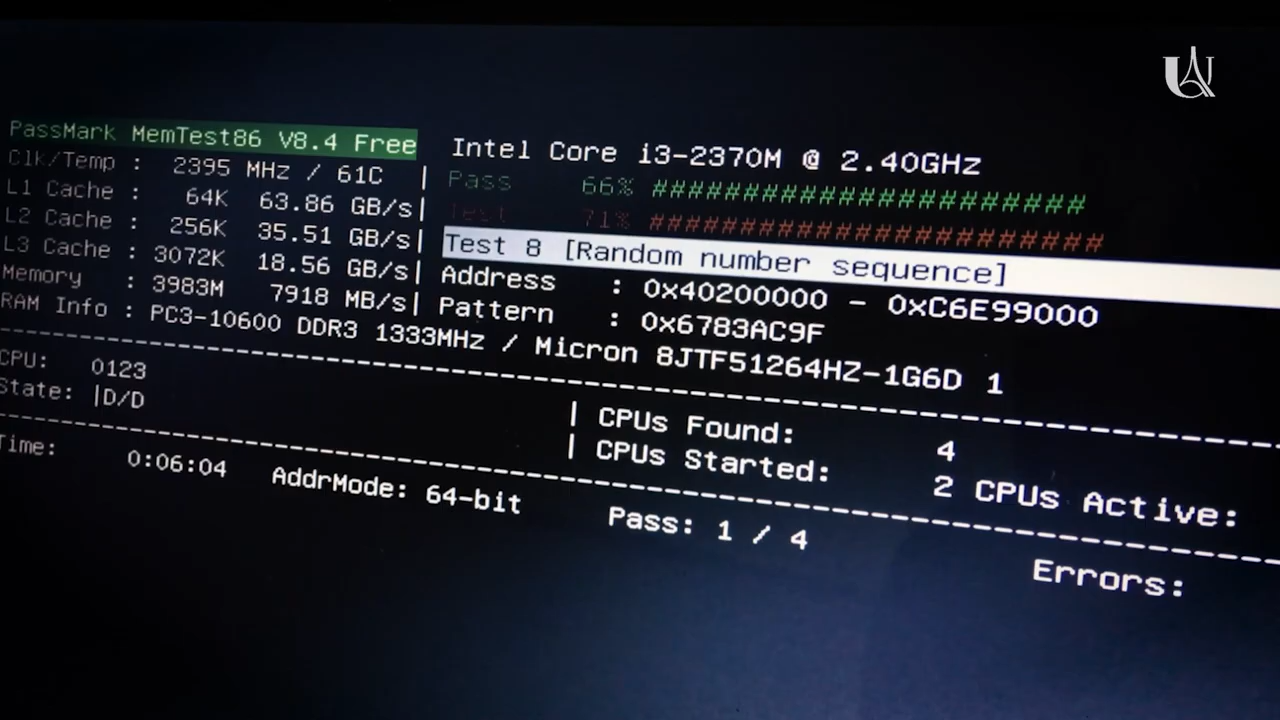 PassMark MemTest86 V8.4 Free
Intel Core i3-2370M @ 2.40GHz
Clk/Temp : 2395 MHz / 61C |
Pass 66% ####################
L1 Cache : 64K 63.86 GB/s|
Test 71% #####################
L2 Cache : 256K 35.51 GB/s|
Test 8 [Random number sequence]
L3 Cache : 3072K 18.56 GB/s|
Address : 0x40200000 - 0xC6E99000
Memory : 3983M 7918 MB/s|
Pattern : 0x6783AC9F
RAM Info : PC3-10600 DDR3 1333MHz / Micron 8JTF51264HZ-1G6D 1
CPU: 0123 | CPUs Found: 4
State: |D/D | CPUs Started: 2 CPUs Active:
Time: 0:06:04 AddrMode: 64-bit Pass: 1 / 4 Errors: